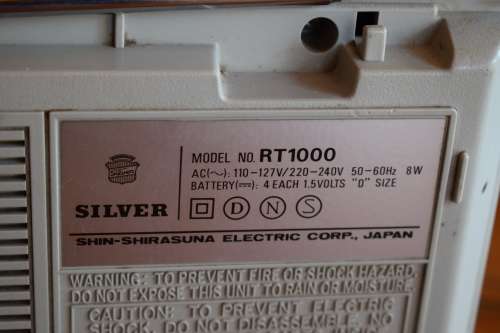 MODEL NO. RT1000
AC(~): 110-127V/220-240V 50-60Hz 8W
BATTERY(⎓): 4 EACH 1.5VOLTS "D" SIZE
SILVER D N S
SHIN-SHIRASUNA ELECTRIC CORP., JAPAN
WARNING: TO PREVENT FIRE OR SHOCK HAZARD,
DO NOT EXPOSE THIS UNIT TO RAIN OR MOISTURE.
CAUTION: TO PREVENT ELECTRIC
SHOCK, DO NOT DISASSEMBLE, NO